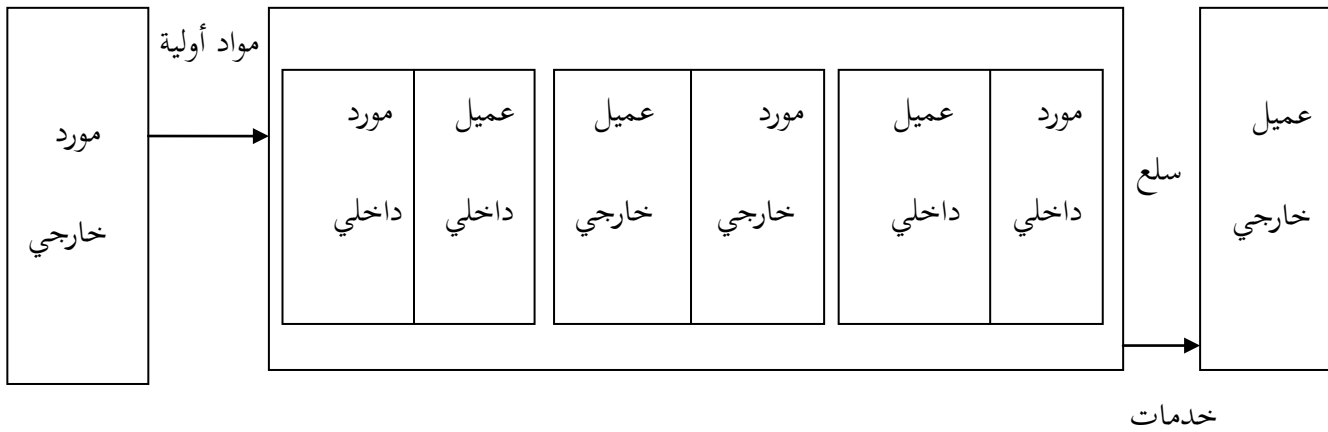 مواد أولية
عميل خارجي
سلع
مورد داخلي
عميل داخلي
مورد خارجي
عميل خارجي
عميل داخلي
مورد داخلي
مورد خارجي
خدمات